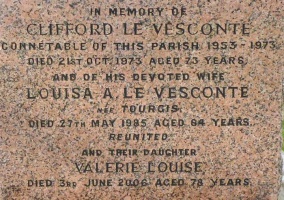 IN MEMORY OF
CLIFFORD LE VESCONTE
CONNETABLE OF THIS PARISH 1953-1973
DIED 21ST OCT. 1973 AGED 73 YEARS.
AND OF HIS DEVOTED WIFE
LOUISA A. LE VESCONTE
NÉE TOURGIS.
DIED 27TH MAY 1985, AGED 84 YEARS.
REUNITED
AND THEIR DAUGHTER
VALERIE LOUISE
DIED 3RD JUNE 2006 AGED 78 YEARS.